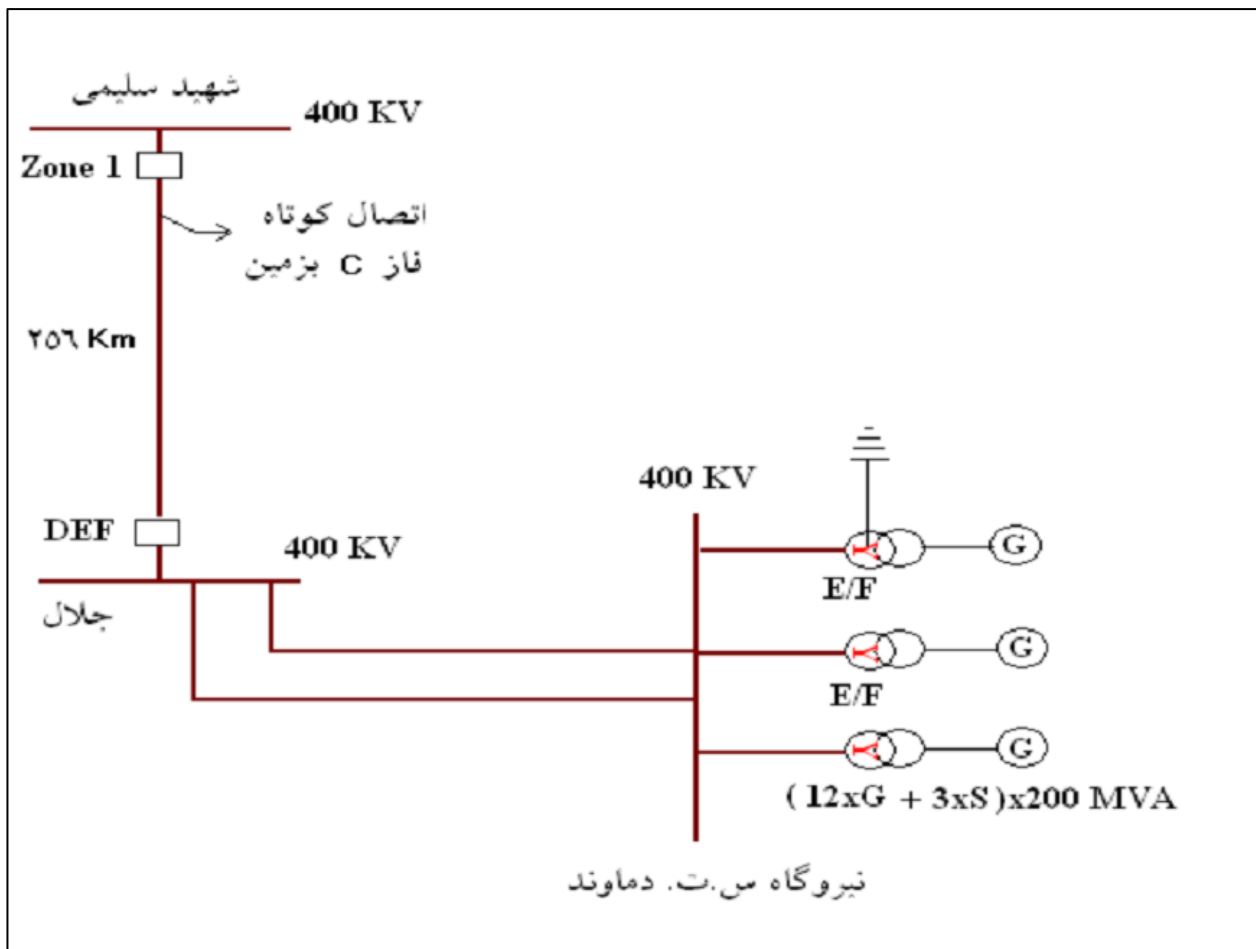 شهید سلیمی
400 KV
Zone 1
اتصال کوتاه
فاز C بزمین
۲۵٦ Km
DEF
400 KV
جلال
400 KV
G
E/F
G
E/F
G
(12xG + 3xS)x200 MVA
نیروگاه س.ت. دماوند